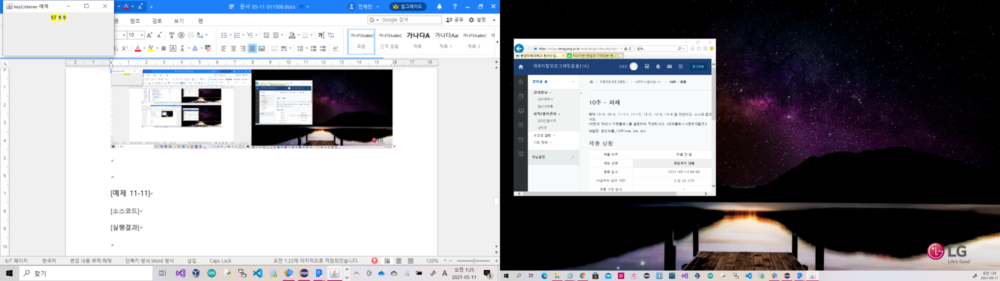 keyListener 예제
57 9 9
문서 05-11 011508.docx
전채린
업그레이드
참조 검토 보기 펜
Google 검색
공유 설정
10
가나다AaBbC 가나다AaBbC 가나다A 가나다Aa 가나다AaBbC
표준 간격 없음 제목 제목 1 제목 2
2 1 1 2 3 4 5 6 7 8 9 10 11 12 13 14 15 16 17 18
[예제 11-11]
[소스코드]
[실행결과]
6/7 페이지 한국어 변경 내용 추적:해제 단축키 방식:Word 방식 삽입 Caps Lock 오전 1:22에 마지막으로 저장되었습니다. 120%
찾기
A
오전 1:25
2021-05-11
3
https://eclass.dongyang.ac.kr/mod/assign/view.php?id=1
검색...
동양미래대학교 원격수업...
지나가는 만남과 기억되는 만...
객체지향프로그래밍응용[YA]
전채린
로그아웃
강의실 홈
강의정보
- 강의계획서
- 참여자목록
성적/출석관리
- 온라인출석부
- 성적부
수강생 알림
기타 관리
학습활동
객체지향프로그래밍... 10주차-[5월07일-5... 10주 - 과제
10주 - 과제
예제 10-4, 10-6, 11-11, 11-15, 14-2, 14-4, 14-8 을 작성하고, 소스와 결과
시오.
(이벤트 처리시 익명클래스를 활용하여 작성하시오. (내부클래스사용하지말것))
파일명: 본인이름_10주.hwp, ppt, doc
제출 상황
제출 여부 제출 안 함
채점 상황 채점되지 않음
종료 일시 2021-05-14 00:00
마감까지 남은 기한 2 일 22 시간
최종 수정 일시 -
LG
Life's Good
오전 1:25
2021-05-11